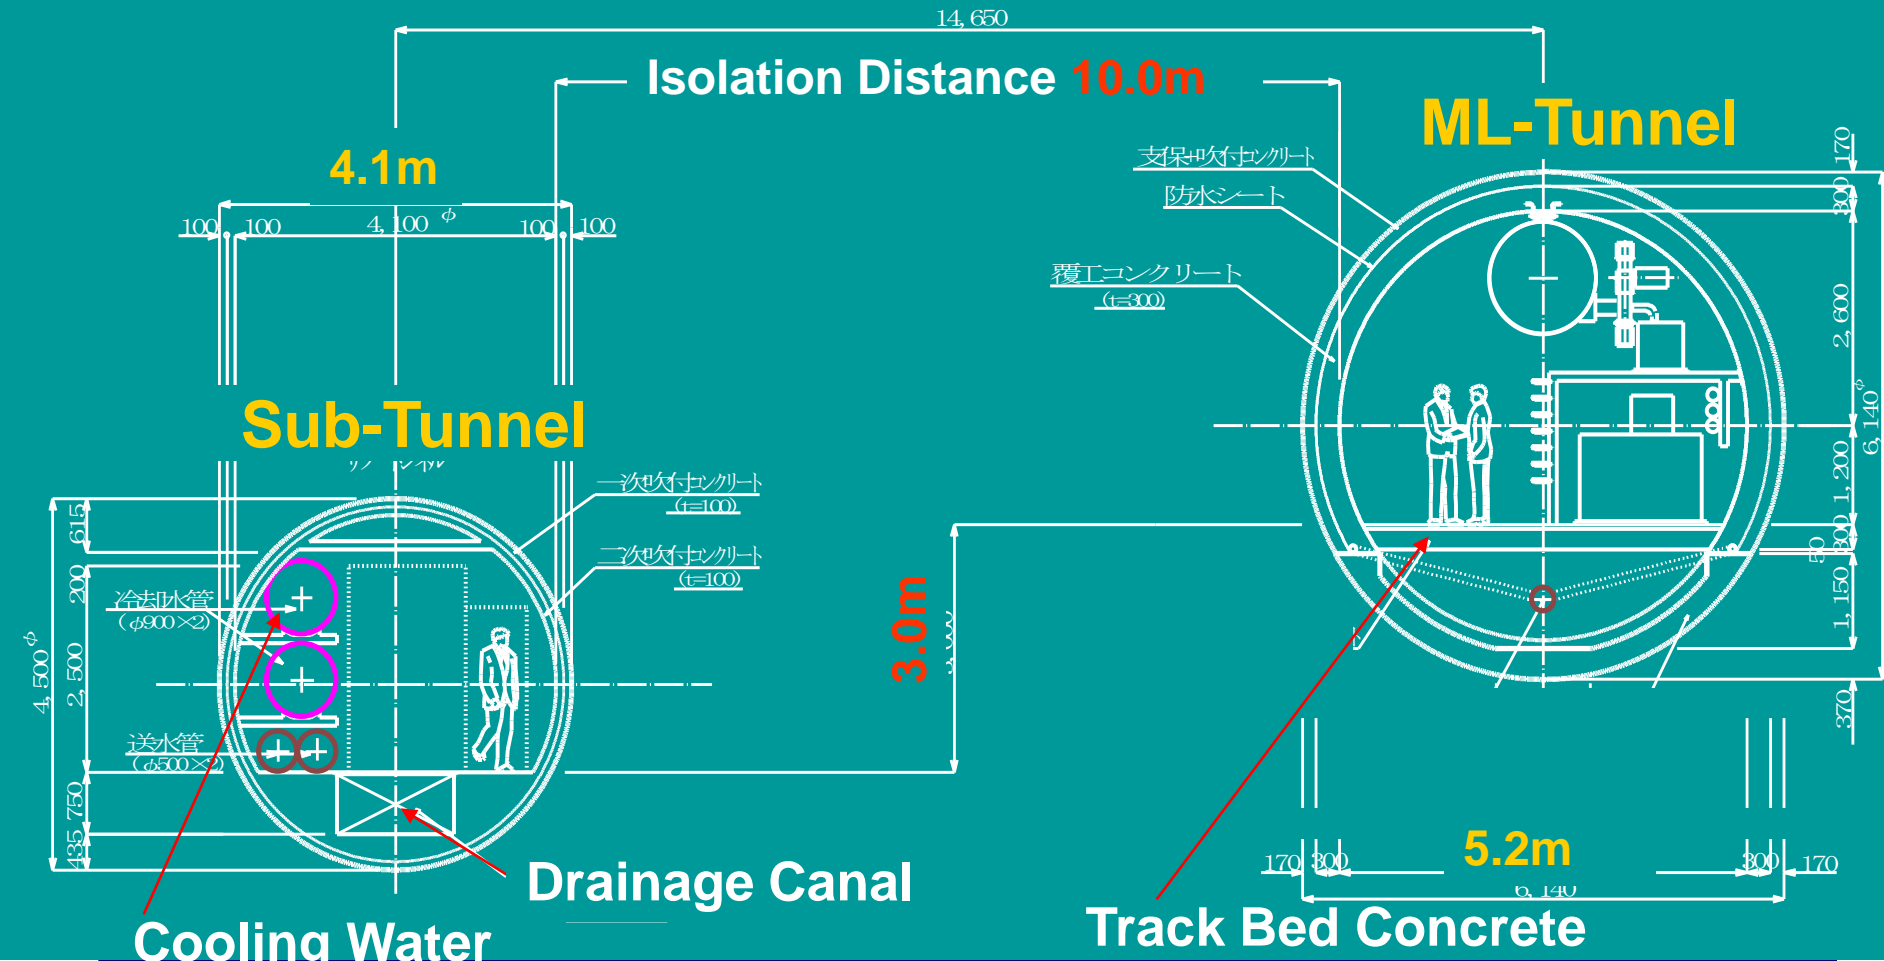 14,650
Isolation Distance 10.0m
ML-Tunnel
4.1m
100 100 4,100 φ 100 100
支保+吹付コンクリート
防水シート
覆工コンクリート
(t=300)
170
300
2,600
6,140 φ
1,200
300
50
1,150
370
Sub-Tunnel
一次吹付コンクリート
(t=100)
二次吹付コンクリート
(t=100)
615
200
冷却水管
(φ900×2)
4,500 φ
2,500
送水管
(φ500×2)
750
435
3.0m
Drainage Canal
Cooling Water
5.2m
170 300 300 170
6,140
Track Bed Concrete